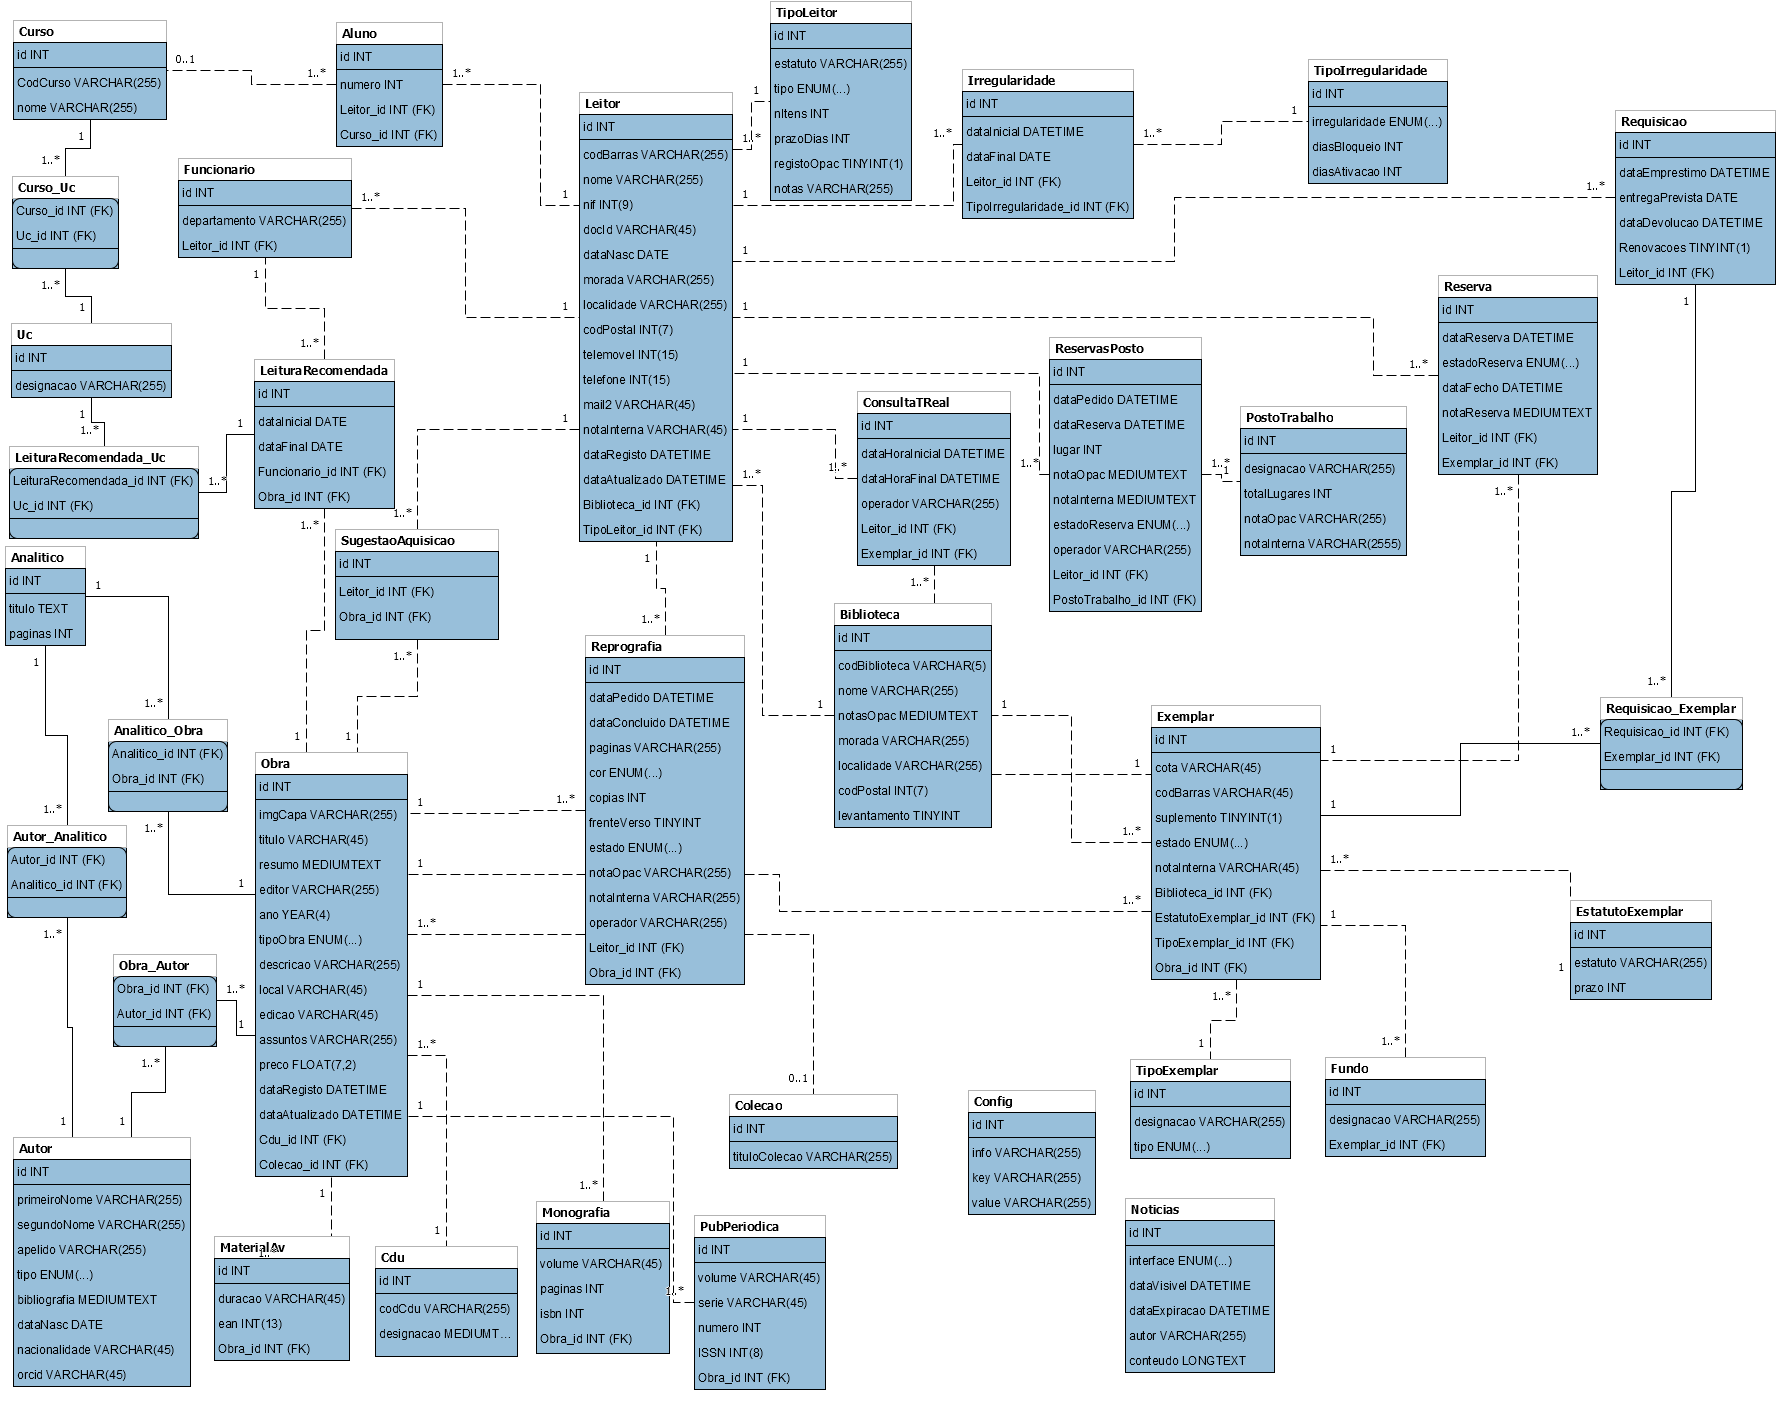 Curso
id INT
CodCurso VARCHAR(255)
nome VARCHAR(255)
0..1
1..*
Aluno
id INT
numero INT
Leitor_id INT (FK)
Curso_id INT (FK)
1..*
1
TipoLeitor
id INT
estatuto VARCHAR(255)
tipo ENUM(...)
nItens INT
prazoDias INT
registoOpac TINYINT(1)
notas VARCHAR(255)
1
1..*
Irregularidade
id INT
dataInicial DATETIME
dataFinal DATE
Leitor_id INT (FK)
TipoIrregularidade_id INT (FK)
1..*
1
1..*
1
TipoIrregularidade
id INT
irregularidade ENUM(...)
diasBloqueio INT
diasAtivacao INT
Requisicao
id INT
dataEmprestimo DATETIME
entregaPrevista DATE
dataDevolucao DATETIME
Renovacoes TINYINT(1)
Leitor_id INT (FK)
1..*
1
1
1..*
Curso_Uc
Curso_id INT (FK)
Uc_id INT (FK)
1..*
1
Funcionario
id INT
departamento VARCHAR(255)
Leitor_id INT (FK)
1..*
1
1
1..*
Leitor
id INT
codBarras VARCHAR(255)
nome VARCHAR(255)
nif INT(9)
docId VARCHAR(45)
dataNasc DATE
morada VARCHAR(255)
localidade VARCHAR(255)
codPostal INT(7)
telemovel INT(15)
telefone INT(15)
mail2 VARCHAR(45)
notaInterna VARCHAR(45)
dataRegisto DATETIME
dataAtualizado DATETIME
Biblioteca_id INT (FK)
TipoLeitor_id INT (FK)
1
1
1
1
1
1..*
1
Reserva
id INT
dataReserva DATETIME
estadoReserva ENUM(...)
dataFecho DATETIME
notaReserva MEDIUMTEXT
Leitor_id INT (FK)
Exemplar_id INT (FK)
1..*
1..*
Uc
id INT
designacao VARCHAR(255)
1
1..*
LeituraRecomendada
id INT
dataInicial DATE
dataFinal DATE
Funcionario_id INT (FK)
Obra_id INT (FK)
1
1..*
1..*
ReservasPosto
id INT
dataPedido DATETIME
dataReserva DATETIME
lugar INT
notaOpac MEDIUMTEXT
notaInterna MEDIUMTEXT
estadoReserva ENUM(...)
operador VARCHAR(255)
Leitor_id INT (FK)
PostoTrabalho_id INT (FK)
1..*
1..*
1
ConsultaTReal
id INT
dataHoraInicial DATETIME
dataHoraFinal DATETIME
operador VARCHAR(255)
Leitor_id INT (FK)
Exemplar_id INT (FK)
1..*
1..*
PostoTrabalho
id INT
designacao VARCHAR(255)
totalLugares INT
notaOpac VARCHAR(255)
notaInterna VARCHAR(2555)
LeituraRecomendada_Uc
LeituraRecomendada_id INT (FK)
Uc_id INT (FK)
SugestaoAquisicao
id INT
Leitor_id INT (FK)
Obra_id INT (FK)
1..*
1..*
Analitico
id INT
titulo TEXT
paginas INT
1
1
1..*
1..*
Analitico_Obra
Analitico_id INT (FK)
Obra_id INT (FK)
1..*
1
Reprografia
id INT
dataPedido DATETIME
dataConcluido DATETIME
paginas VARCHAR(255)
cor ENUM(...)
copias INT
frenteVerso TINYINT
estado ENUM(...)
notaOpac VARCHAR(255)
notaInterna VARCHAR(255)
operador VARCHAR(255)
Leitor_id INT (FK)
Obra_id INT (FK)
1..*
1..*
Biblioteca
id INT
codBiblioteca VARCHAR(5)
nome VARCHAR(255)
notasOpac MEDIUMTEXT
morada VARCHAR(255)
localidade VARCHAR(255)
codPostal INT(7)
levantamento TINYINT
1
1
Exemplar
id INT
cota VARCHAR(45)
codBarras VARCHAR(45)
suplemento TINYINT(1)
estado ENUM(...)
notaInterna VARCHAR(45)
Biblioteca_id INT (FK)
EstatutoExemplar_id INT (FK)
TipoExemplar_id INT (FK)
Obra_id INT (FK)
1
1..*
1..*
1
1
1..*
1
1..*
Requisicao_Exemplar
Requisicao_id INT (FK)
Exemplar_id INT (FK)
1..*
1..*
Autor_Analitico
Autor_id INT (FK)
Analitico_id INT (FK)
1..*
Obra
id INT
imgCapa VARCHAR(255)
titulo VARCHAR(45)
resumo MEDIUMTEXT
editor VARCHAR(255)
ano YEAR(4)
tipoObra ENUM(...)
descricao VARCHAR(255)
local VARCHAR(45)
edicao VARCHAR(45)
assuntos VARCHAR(255)
preco FLOAT(7,2)
dataRegisto DATETIME
dataAtualizado DATETIME
Cdu_id INT (FK)
Colecao_id INT (FK)
1
1
1
1
1..*
1
1..*
1
1
EstatutoExemplar
id INT
estatuto VARCHAR(255)
prazo INT
1
Obra_Autor
Obra_id INT (FK)
Autor_id INT (FK)
1..*
1
1..*
1
1
Autor
id INT
primeiroNome VARCHAR(255)
segundoNome VARCHAR(255)
apelido VARCHAR(255)
tipo ENUM(...)
bibliografia MEDIUMTEXT
dataNasc DATE
nacionalidade VARCHAR(45)
orcid VARCHAR(45)
0..1
Colecao
id INT
tituloColecao VARCHAR(255)
Config
id INT
info VARCHAR(255)
key VARCHAR(255)
value VARCHAR(255)
1
TipoExemplar
id INT
designacao VARCHAR(255)
tipo ENUM(...)
1..*
Fundo
id INT
designacao VARCHAR(255)
Exemplar_id INT (FK)
MaterialAv
1..*
id INT
duracao VARCHAR(45)
ean INT(13)
Obra_id INT (FK)
1
Cdu
id INT
codCdu VARCHAR(255)
designacao MEDIUMT...
1..*
Monografia
id INT
volume VARCHAR(45)
paginas INT
isbn INT
Obra_id INT (FK)
1..*
PubPeriodica
id INT
volume VARCHAR(45)
serie VARCHAR(45)
numero INT
ISSN INT(8)
Obra_id INT (FK)
Noticias
id INT
interface ENUM(...)
dataVisivel DATETIME
dataExpiracao DATETIME
autor VARCHAR(255)
conteudo LONGTEXT